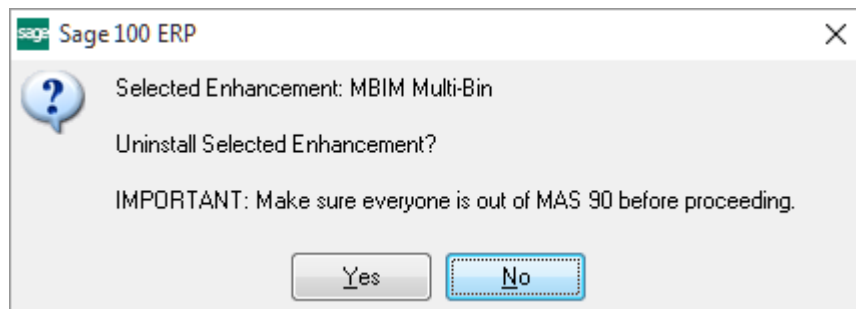 sage Sage 100 ERP
Selected Enhancement: MBIM Multi-Bin
Uninstall Selected Enhancement?
IMPORTANT: Make sure everyone is out of MAS 90 before proceeding.
Yes No